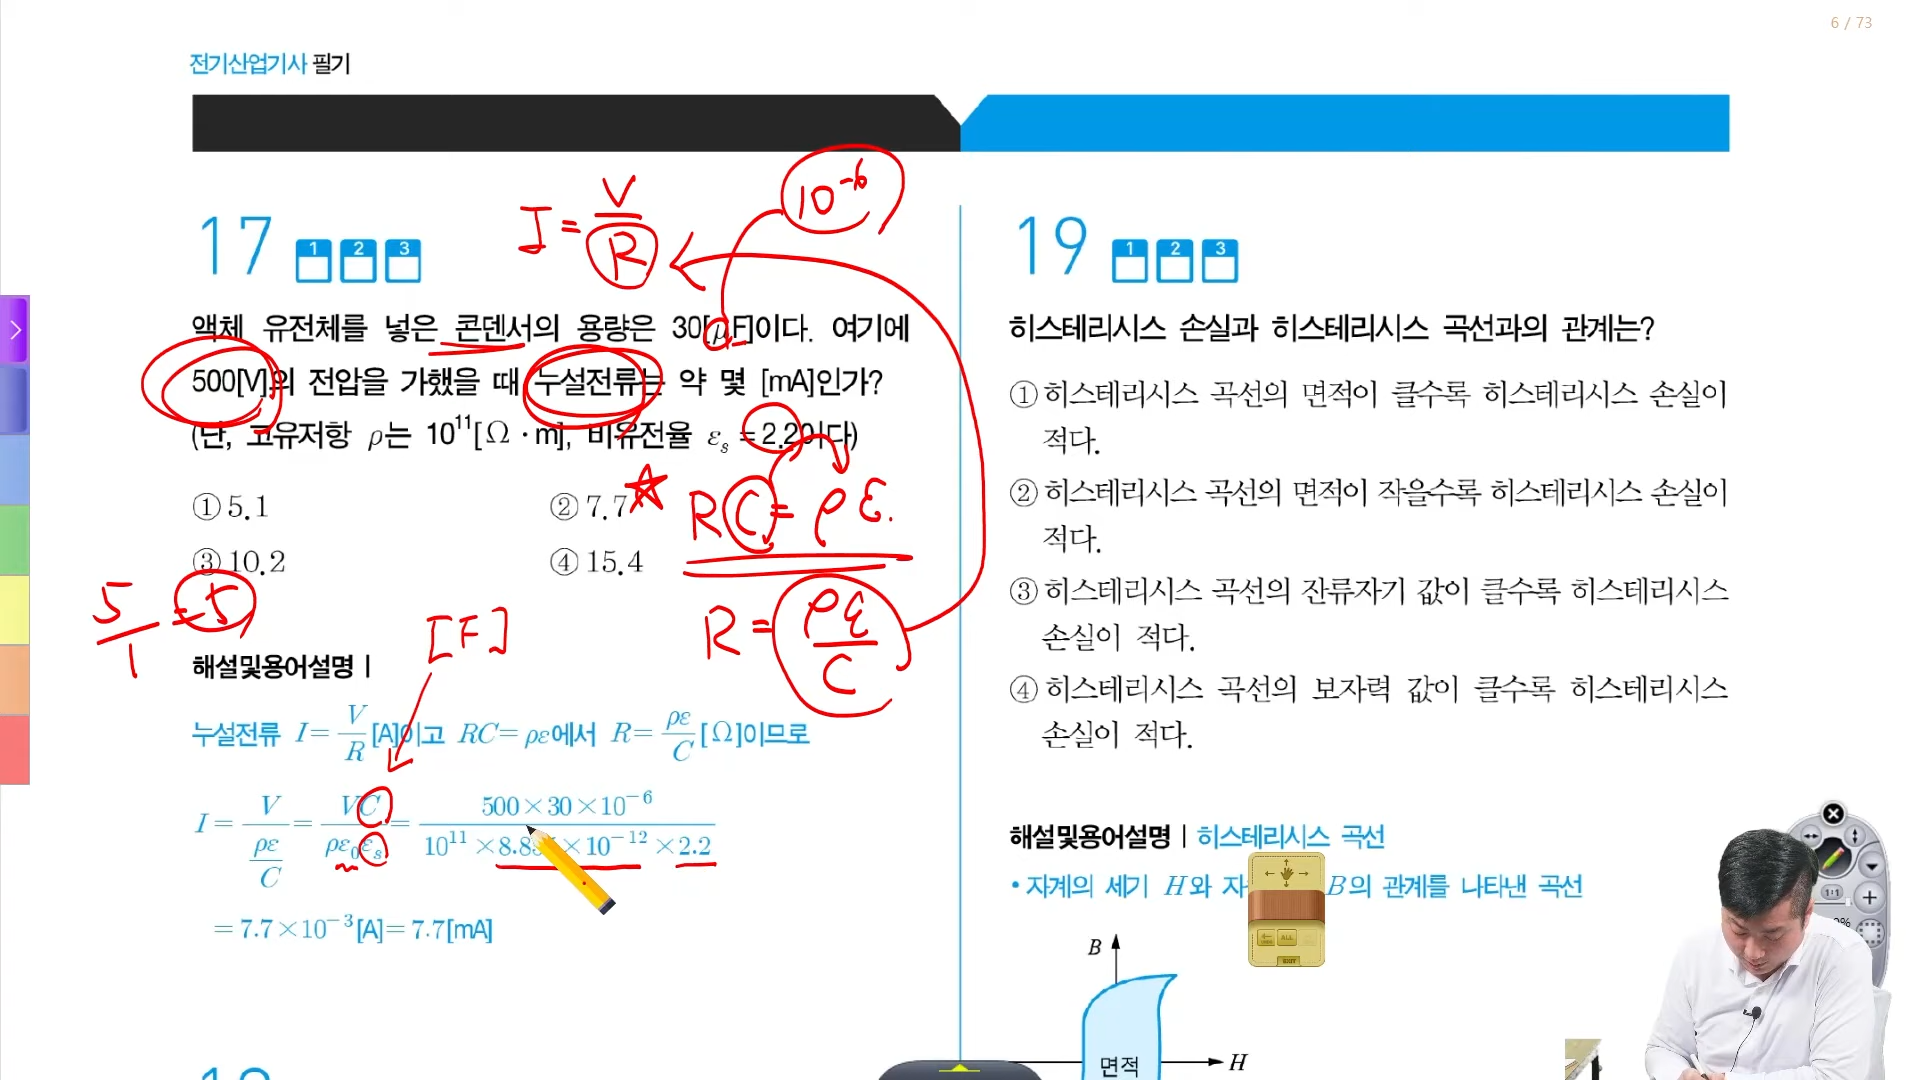 6 / 73
전기산업기사 필기
17 1 2 3
I = V/R
10⁻⁶
액체 유전체를 넣은 콘덴서의 용량은 30[μF]이다. 여기에
500[V]의 전압을 가했을 때 누설전류는 약 몇 [mA]인가?
(단, 고유저항 ρ는 10¹¹[Ω·m], 비유전율 εₛ = 2.2이다)
① 5.1
② 7.7
③ 10.2
④ 15.4
RC = ρε.
R = ρε/C
5/1 = 5
[F]
해설및용어설명 |
누설전류 I = V/R [A]이고 RC = ρε에서 R = ρε/C [Ω]이므로
I = V/(ρε/C) = VC/(ρε₀εₛ) = (500×30×10⁻⁶)/(10¹¹×8.855×10⁻¹²×2.2)
= 7.7×10⁻³[A] = 7.7[mA]
19 1 2 3
히스테리시스 손실과 히스테리시스 곡선과의 관계는?
① 히스테리시스 곡선의 면적이 클수록 히스테리시스 손실이
적다.
② 히스테리시스 곡선의 면적이 작을수록 히스테리시스 손실이
적다.
③ 히스테리시스 곡선의 잔류자기 값이 클수록 히스테리시스
손실이 적다.
④ 히스테리시스 곡선의 보자력 값이 클수록 히스테리시스
손실이 적다.
해설및용어설명 | 히스테리시스 곡선
• 자계의 세기 H와 자 B의 관계를 나타낸 곡선
B
면적
H
ALL
EXIT
1:1